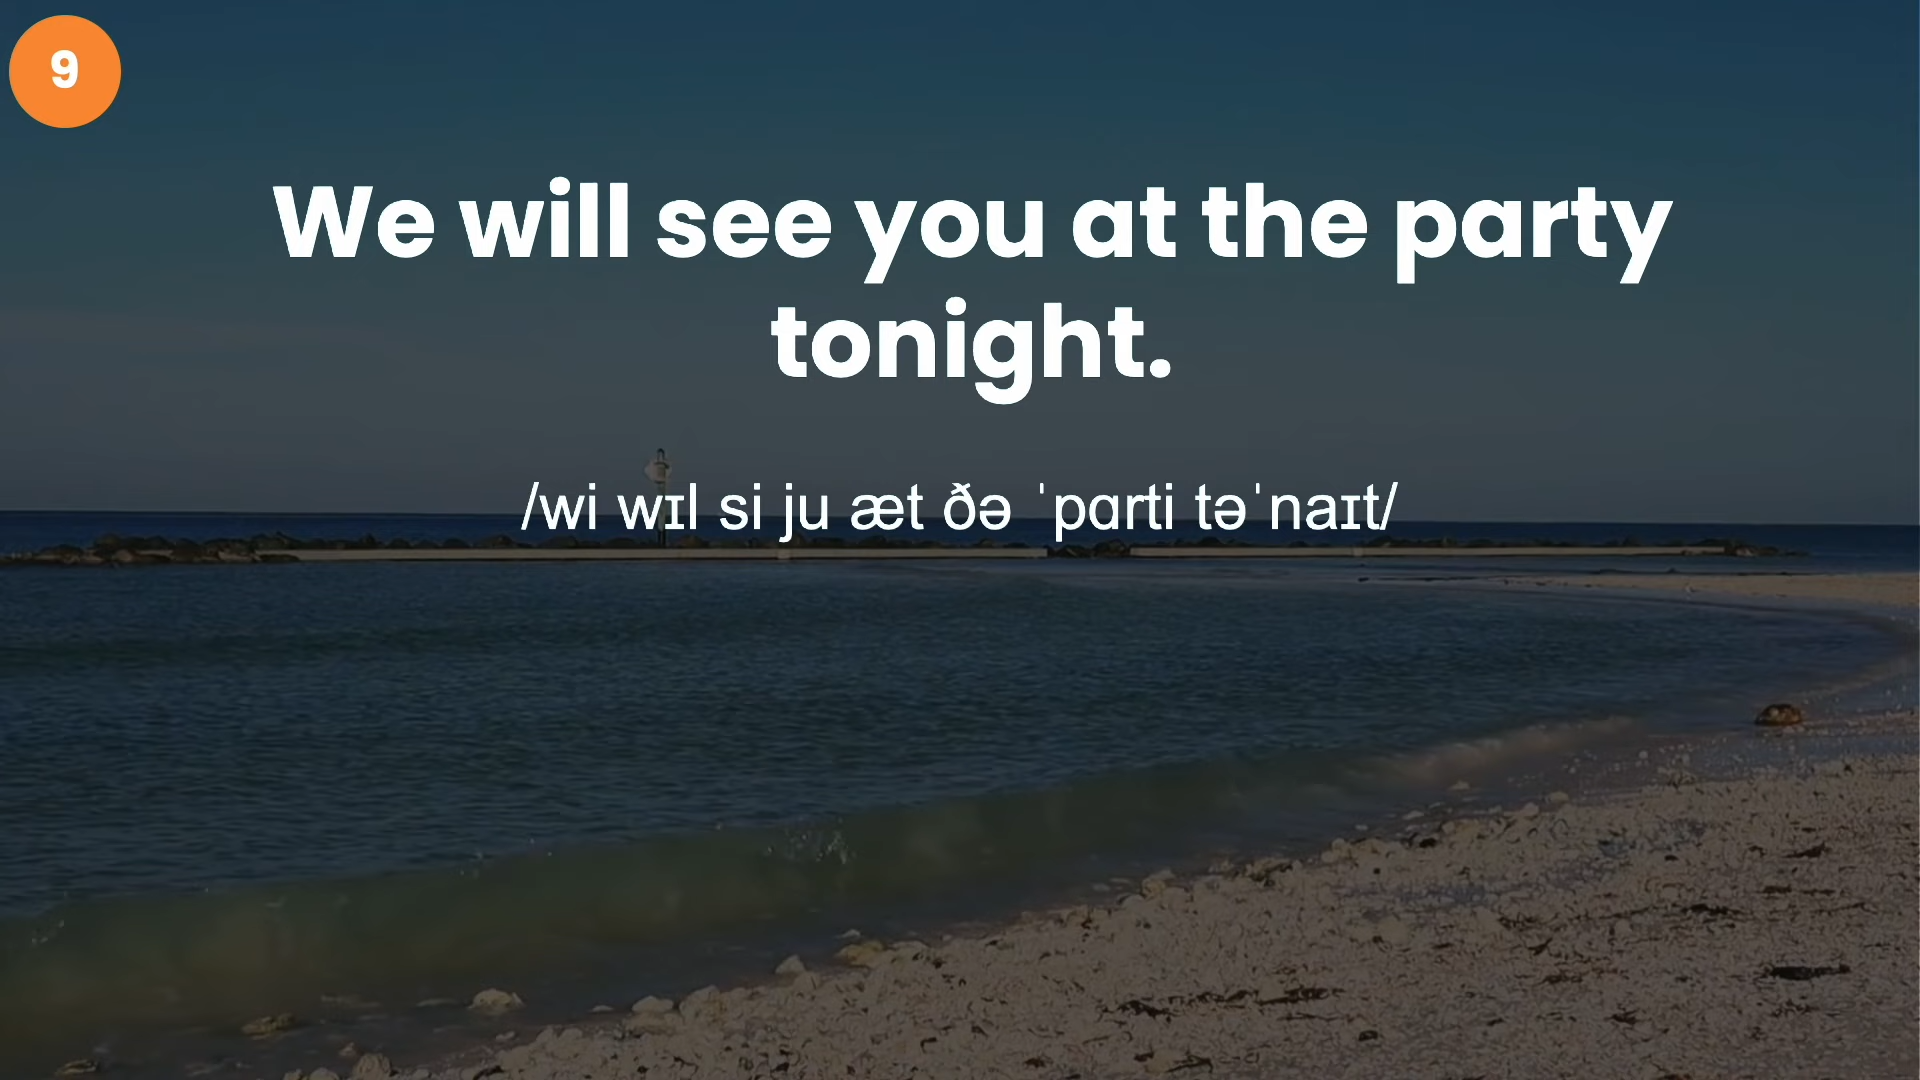 9
We will see you at the party
tonight.
/wi wɪl si ju æt ðə ˈpɑrti təˈnaɪt/